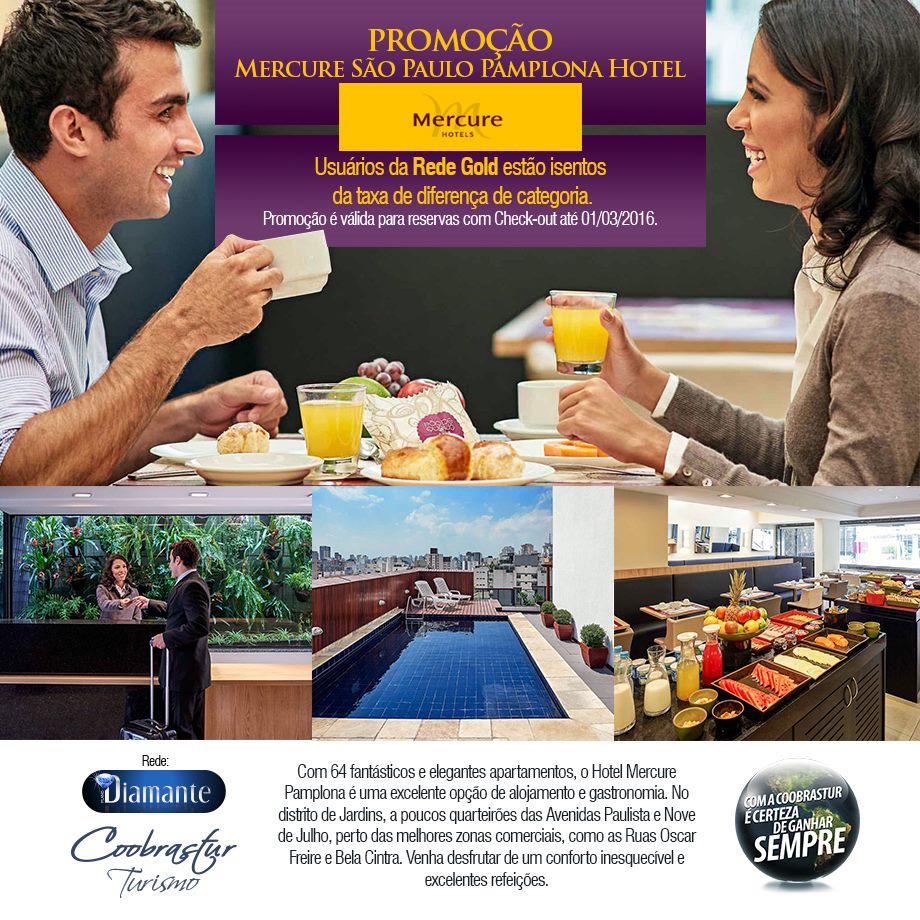 PROMOÇÃO
MERCURE SÃO PAULO PAMPLONA HOTEL
Mercure
HOTELS
Usuários da Rede Gold estão isentos
da taxa de diferença de categoria.
Promoção é válida para reservas com Check-out até 01/03/2016.
Rede:
Diamante
Coobrastur
Turismo
Com 64 fantásticos e elegantes apartamentos, o Hotel Mercure
Pamplona é uma excelente opção de alojamento e gastronomia. No
distrito de Jardins, a poucos quarteirões das Avenidas Paulista e Nove
de Julho, perto das melhores zonas comerciais, como as Ruas Oscar
Freire e Bela Cintra. Venha desfrutar de um conforto inesquecível e
excelentes refeições.
COM A COOBRASTUR
É CERTEZA
DE GANHAR
SEMPRE